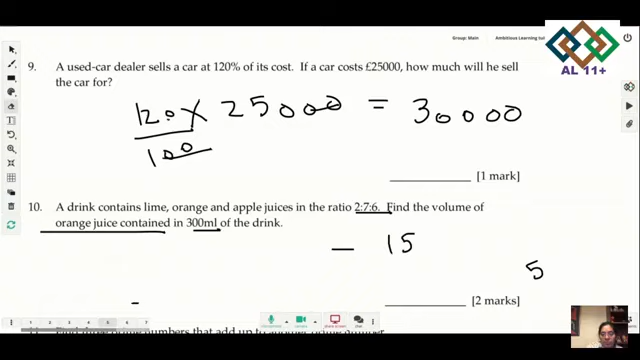 Group: Main
Ambitious Learning tui
AL 11+
9. A used-car dealer sells a car at 120% of its cost. If a car costs £25000, how much will he sell
the car for?
120/100 X 25000 = 30000
[1 mark]
10. A drink contains lime, orange and apple juices in the ratio 2:7:6. Find the volume of
orange juice contained in 300ml of the drink.
— 15
5
[2 marks]